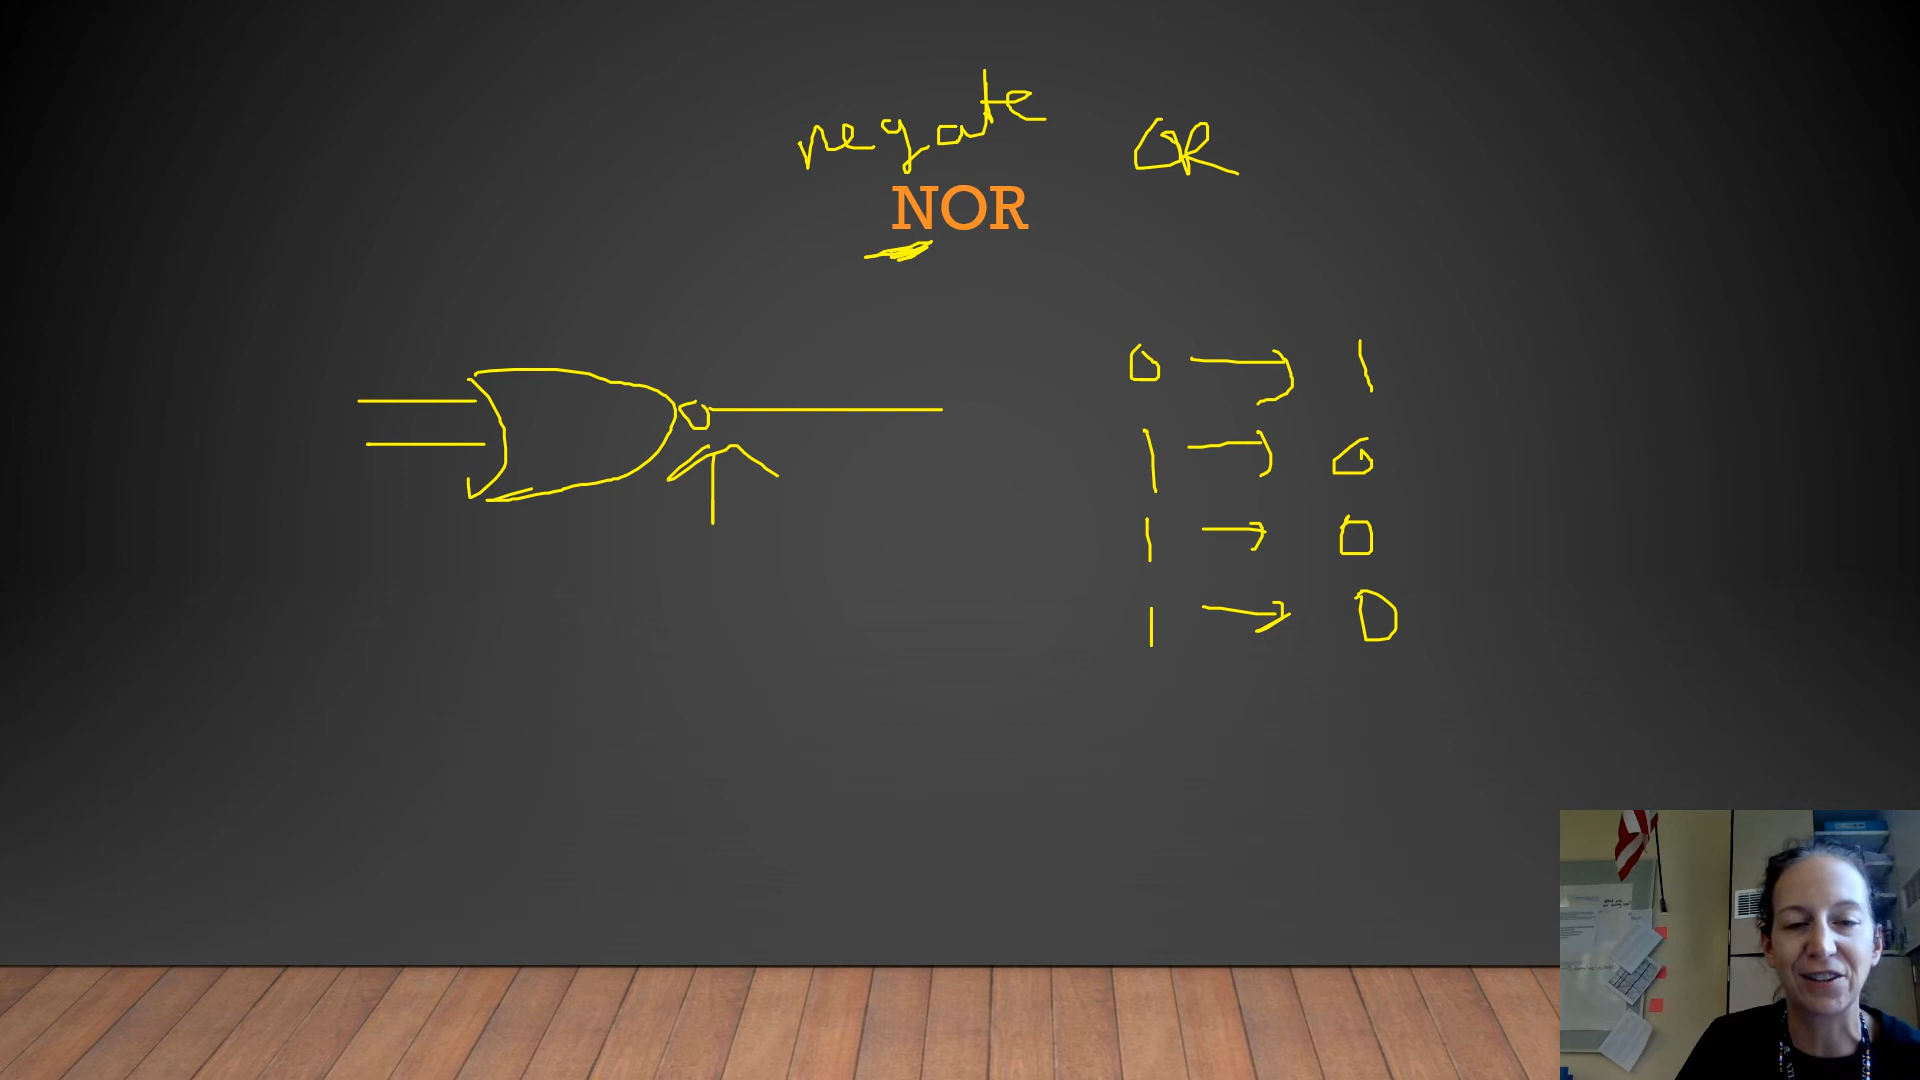 negate OR
NOR
0 → 1
1 → 0
1 → 0
1 → 0